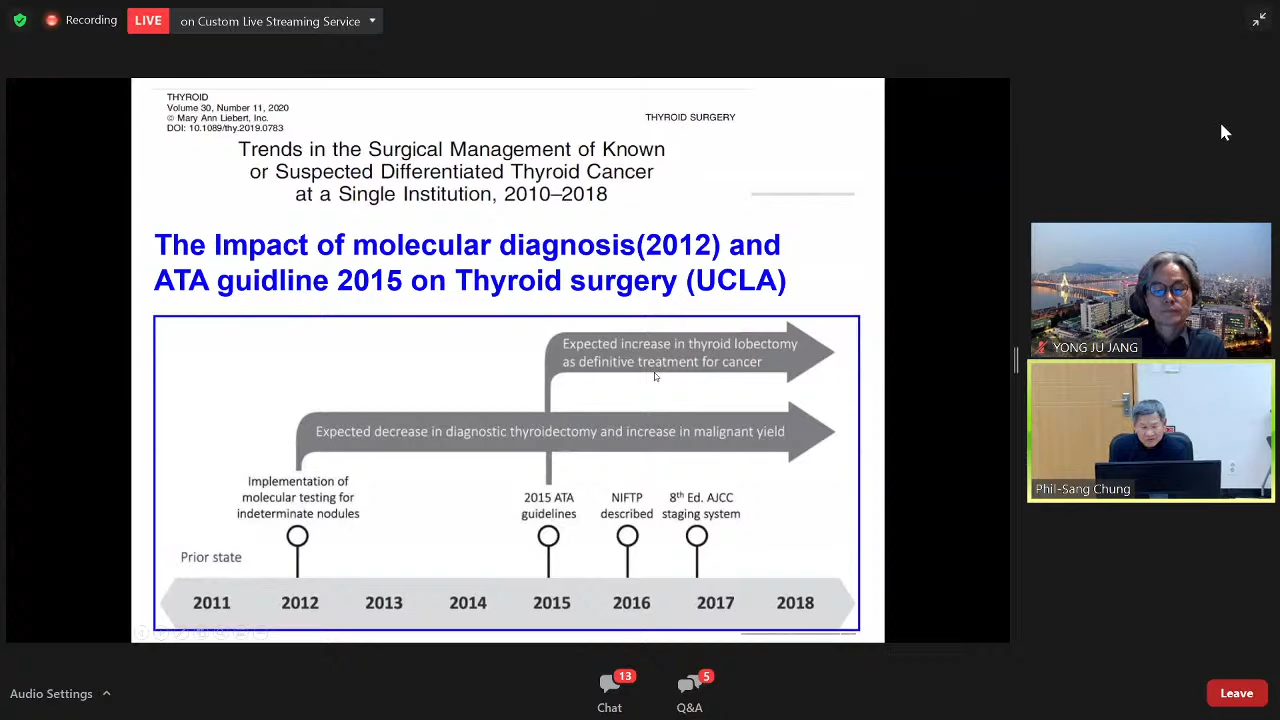 Recording
LIVE
on Custom Live Streaming Service
THYROID
Volume 30, Number 11, 2020
© Mary Ann Liebert, Inc.
DOI: 10.1089/thy.2019.0783
THYROID SURGERY
Trends in the Surgical Management of Known
or Suspected Differentiated Thyroid Cancer
at a Single Institution, 2010–2018
The Impact of molecular diagnosis(2012) and
ATA guidline 2015 on Thyroid surgery (UCLA)
Expected increase in thyroid lobectomy
as definitive treatment for cancer
Expected decrease in diagnostic thyroidectomy and increase in malignant yield
Implementation of
molecular testing for
indeterminate nodules
2015 ATA
guidelines
NIFTP
described
8th Ed. AJCC
staging system
Prior state
2011 2012 2013 2014 2015 2016 2017 2018
YONG JU JANG
Phil-Sang Chung
Audio Settings
13
Chat
5
Q&A
Leave